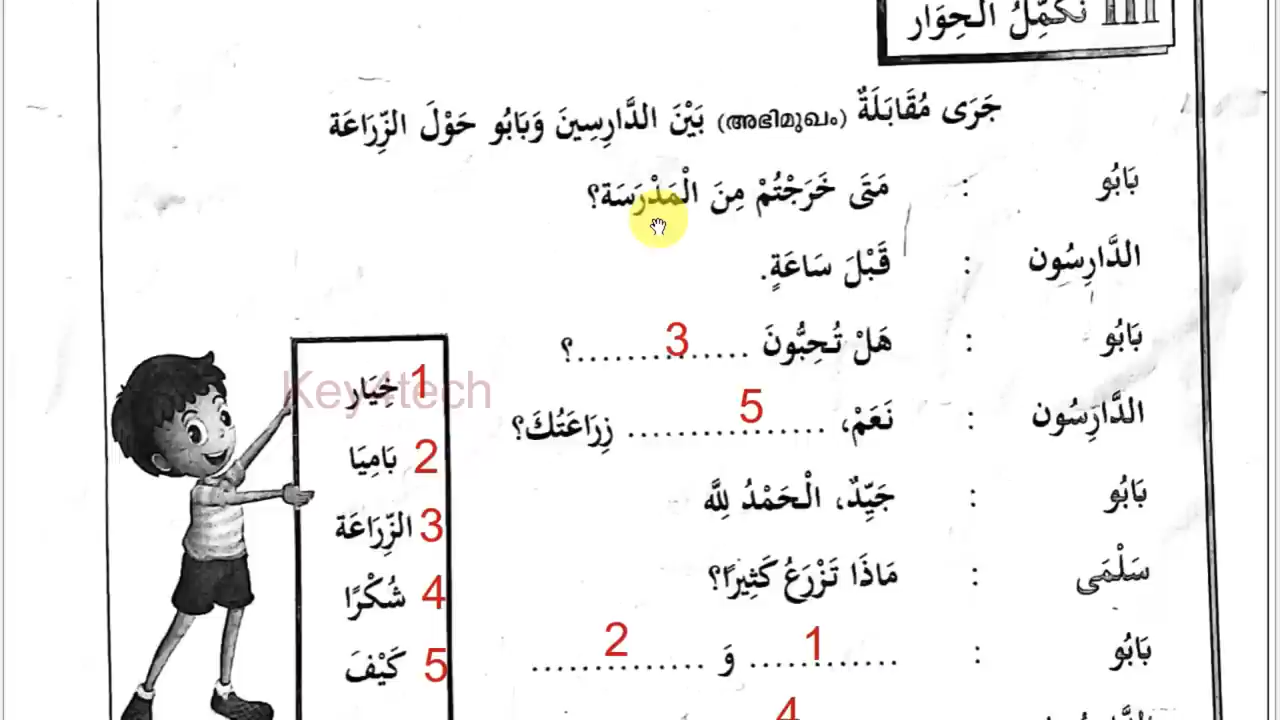 III نُكَمِّلُ الْحِوَار
جَرَى مُقَابَلَةٌ (അഭിമുഖം) بَيْنَ الدَّارِسِينَ وَبَابُو حَوْلَ الزِّرَاعَة
بَابُو : مَتَى خَرَجْتُمْ مِنَ الْمَدْرَسَة؟
الدَّارِسُون : قَبْلَ سَاعَةٍ.
بَابُو : هَلْ تُحِبُّونَ ......3......؟
الدَّارِسُون : نَعَمْ، ......5...... زِرَاعَتُكَ؟
بَابُو : جَيِّدٌ، الْحَمْدُ لِلَّه
سَلْمَى : مَاذَا تَزْرَعُ كَثِيرًا؟
بَابُو : ......1...... وَ ......2......
4
خِيَار 1
بَامِيَا 2
الزِّرَاعَة 3
شُكْرًا 4
كَيْفَ 5
Key4tech